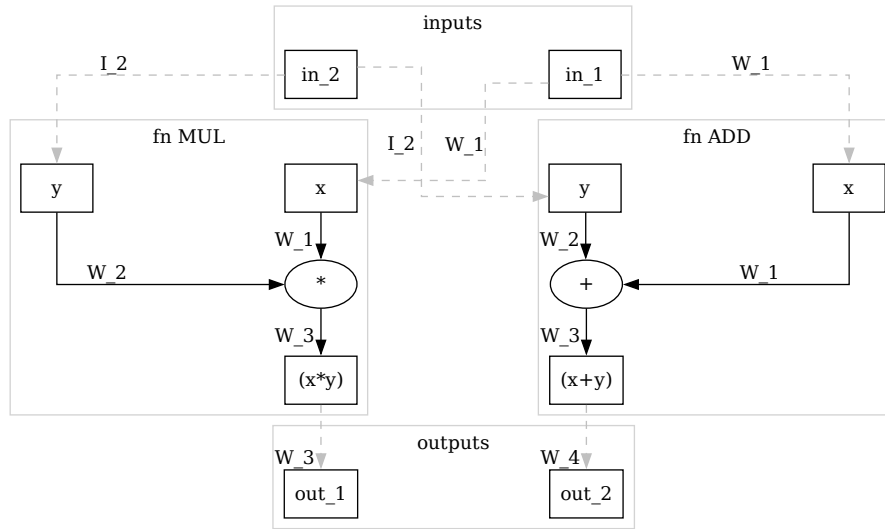 inputs
in_2
in_1
I_2
W_1
fn MUL
I_2
W_1
fn ADD
y
x
y
x
W_1
W_2
W_2
*
+
W_1
W_3
W_3
(x*y)
(x+y)
outputs
W_3
W_4
out_1
out_2